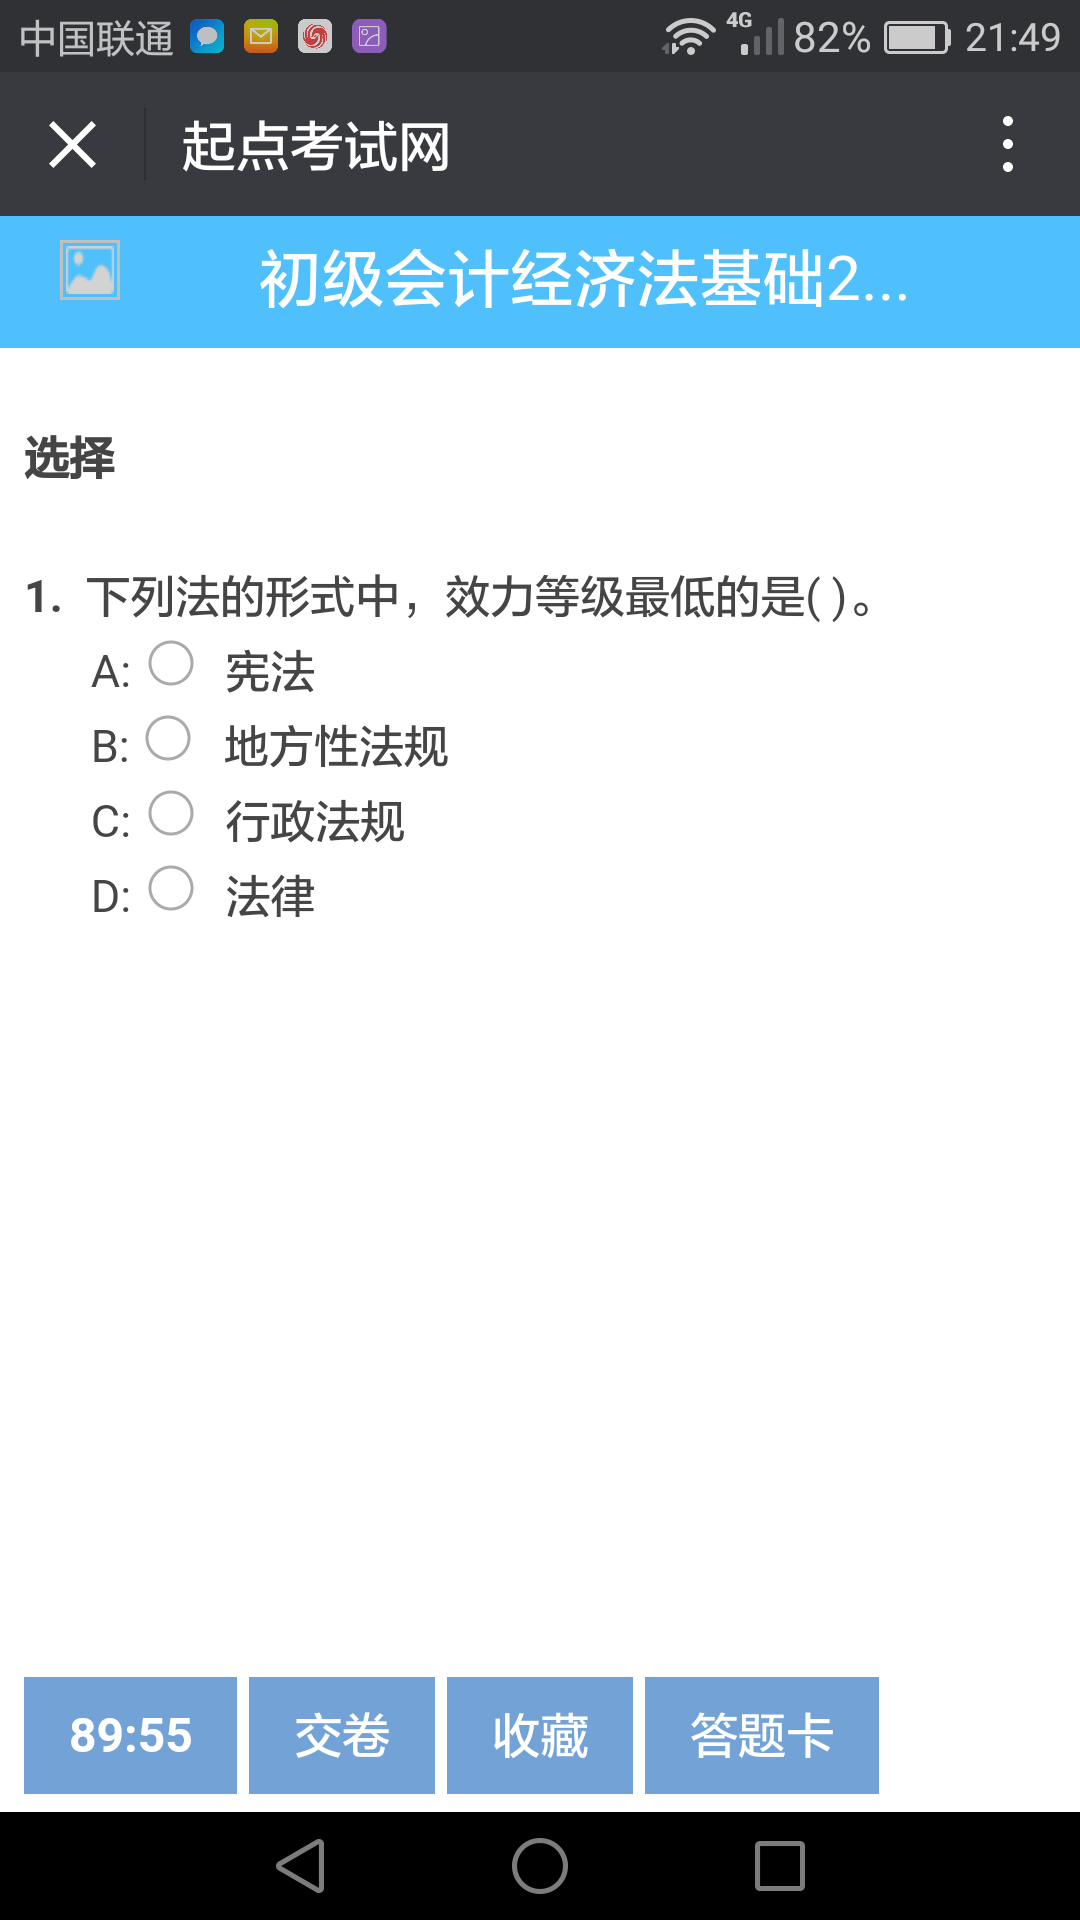 中国联通 4G 82% 21:49
起点考试网
初级会计经济法基础2...
选择
1. 下列法的形式中，效力等级最低的是( )。
A: 宪法
B: 地方性法规
C: 行政法规
D: 法律
89:55 交卷 收藏 答题卡